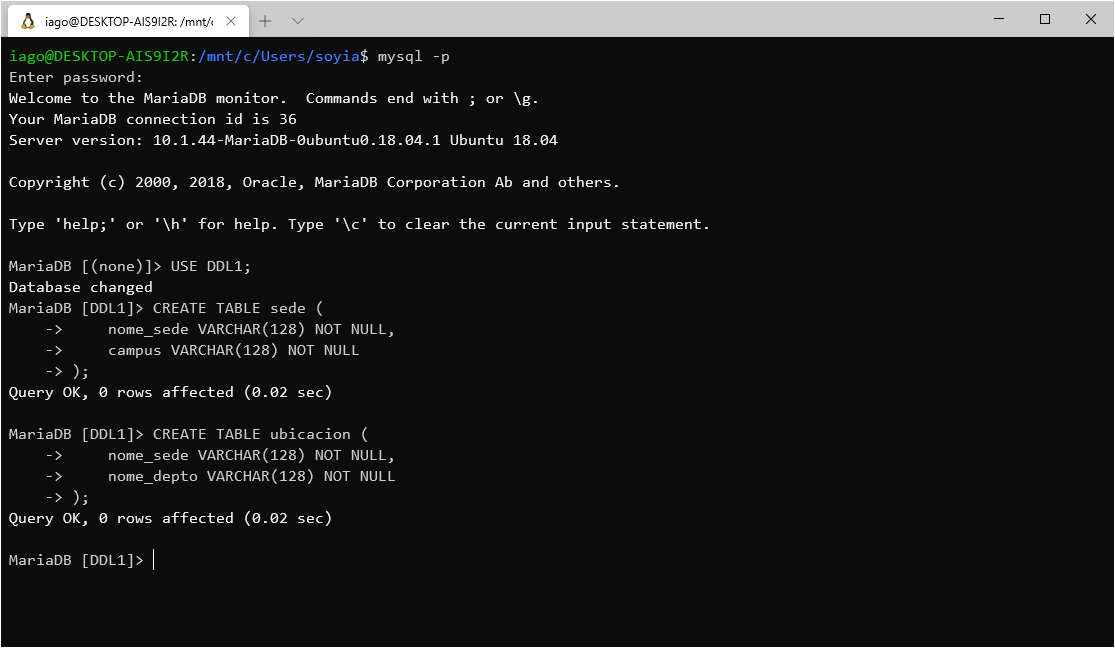 iago@DESKTOP-AIS9I2R: /mnt/c
iago@DESKTOP-AIS9I2R:/mnt/c/Users/soyia$ mysql -p
Enter password:
Welcome to the MariaDB monitor.  Commands end with ; or \g.
Your MariaDB connection id is 36
Server version: 10.1.44-MariaDB-0ubuntu0.18.04.1 Ubuntu 18.04
Copyright (c) 2000, 2018, Oracle, MariaDB Corporation Ab and others.
Type 'help;' or '\h' for help. Type '\c' to clear the current input statement.
MariaDB [(none)]> USE DDL1;
Database changed
MariaDB [DDL1]> CREATE TABLE sede (
    ->     nome_sede VARCHAR(128) NOT NULL,
    ->     campus VARCHAR(128) NOT NULL
    -> );
Query OK, 0 rows affected (0.02 sec)
MariaDB [DDL1]> CREATE TABLE ubicacion (
    ->     nome_sede VARCHAR(128) NOT NULL,
    ->     nome_depto VARCHAR(128) NOT NULL
    -> );
Query OK, 0 rows affected (0.02 sec)
MariaDB [DDL1]>